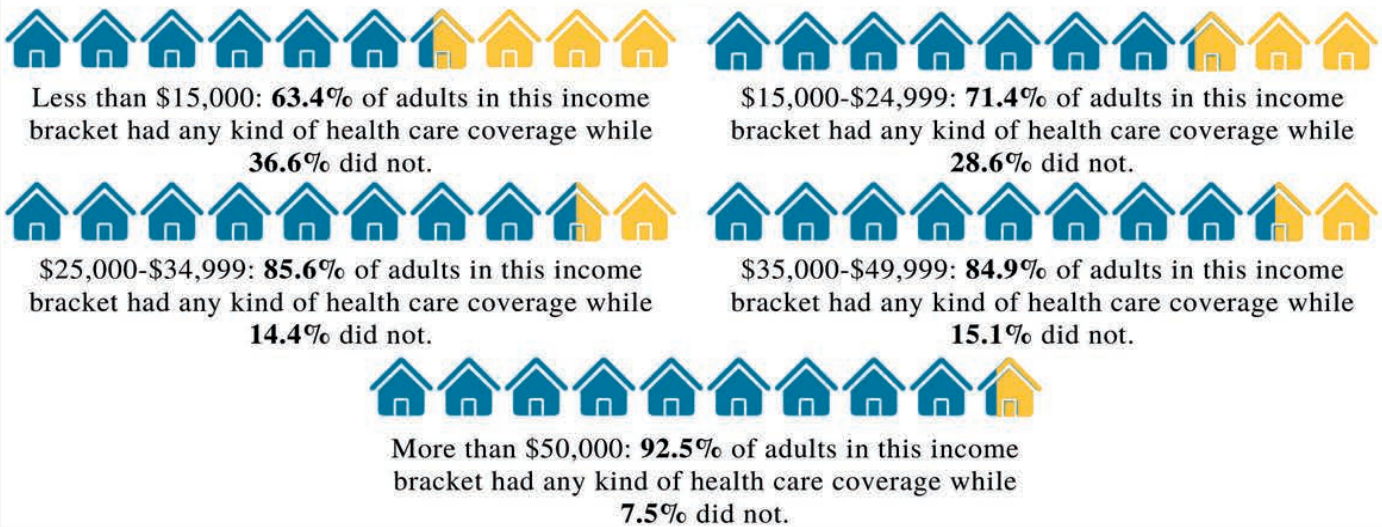 Less than $15,000: 63.4% of adults in this income
bracket had any kind of health care coverage while
36.6% did not.
$15,000-$24,999: 71.4% of adults in this income
bracket had any kind of health care coverage while
28.6% did not.
$25,000-$34,999: 85.6% of adults in this income
bracket had any kind of health care coverage while
14.4% did not.
$35,000-$49,999: 84.9% of adults in this income
bracket had any kind of health care coverage while
15.1% did not.
More than $50,000: 92.5% of adults in this income
bracket had any kind of health care coverage while
7.5% did not.